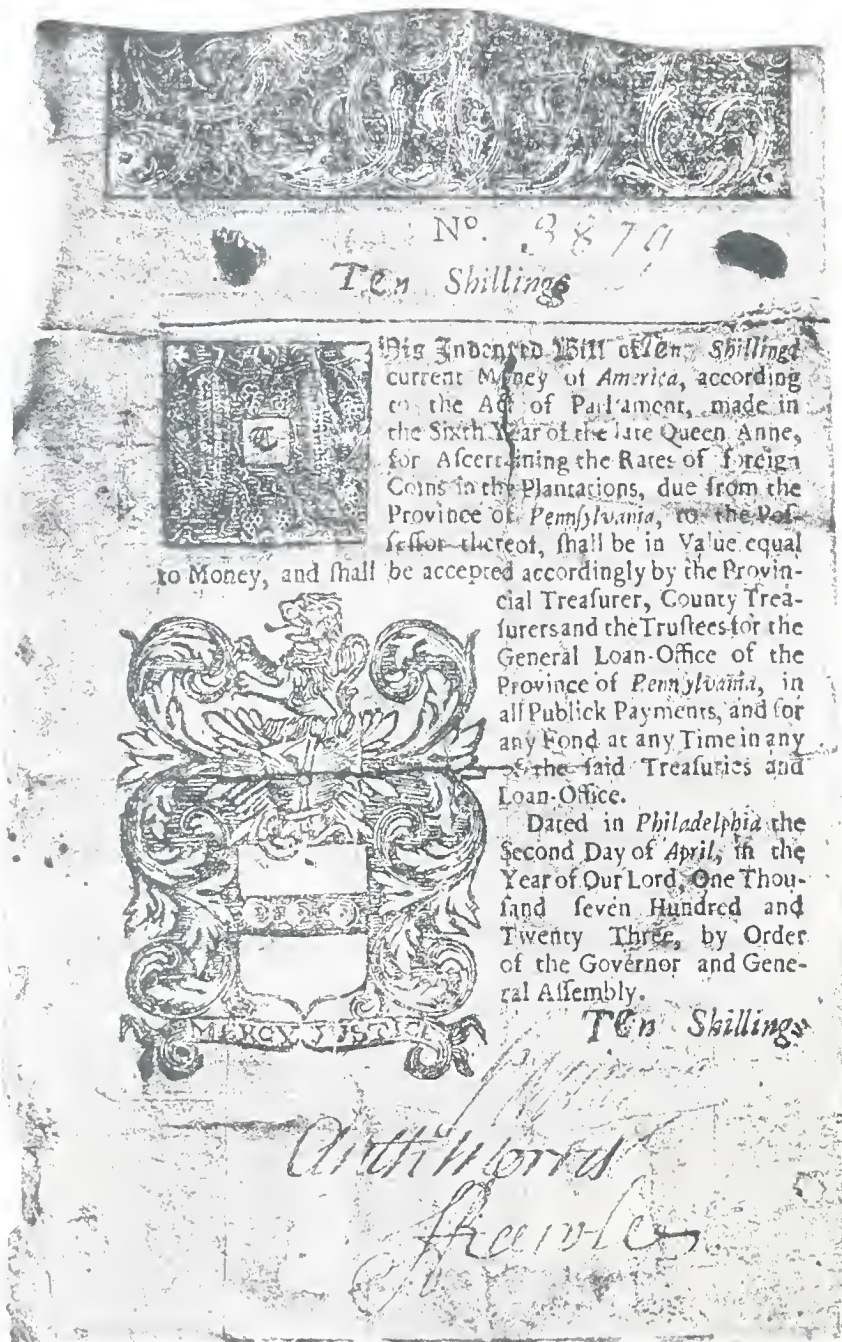 No. 3879
Ten Shillings
THis Indented Bill of Ten Shillings
current Money of America, according
to the Act of Parliament, made in
the Sixth Year of the late Queen Anne,
for Aſcertaining the Rates of foreign
Coins in the Plantations, due from the
Province of Pennſylvania, to the Poſ-
ſeſſor thereof, ſhall be in Value equal
to Money, and ſhall be accepted accordingly by the Provin-
cial Treaſurer, County Trea-
ſurers and the Truſtees for the
General Loan-Office of the
Province of Pennſylvania, in
all Publick Payments, and for
any Fond at any Time in any
of the ſaid Treaſuries and
Loan-Office.
Dated in Philadelphia the
Second Day of April, in the
Year of Our Lord, One Thou-
ſand ſeven Hundred and
Twenty Three, by Order
of the Governor and Gene-
ral Aſſembly.
TEn Shillings
MERCY JUSTICE
Anth Morris